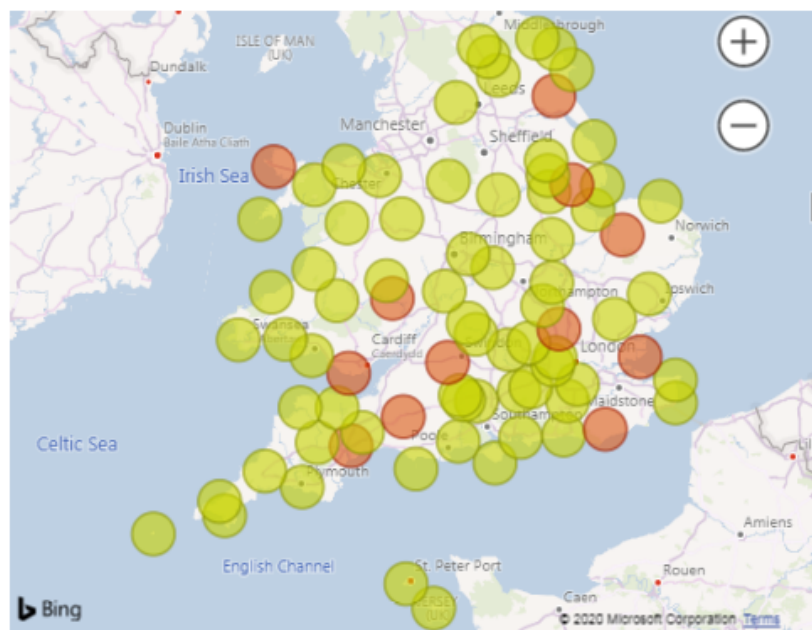 Middlesbrough
ISLE OF MAN
(UK)
Dundalk
Leeds
Dublin
Baile Atha Cliath
Manchester
Sheffield
Irish Sea
Chester
Norwich
Birmingham
Ipswich
Swansea
Cardiff
Caerdydd
London
Maidstone
Southampton
Poole
Celtic Sea
Plymouth
English Channel
St. Peter Port
Amiens
Rouen
(UK)
Caen
Bing
© 2020 Microsoft Corporation Terms